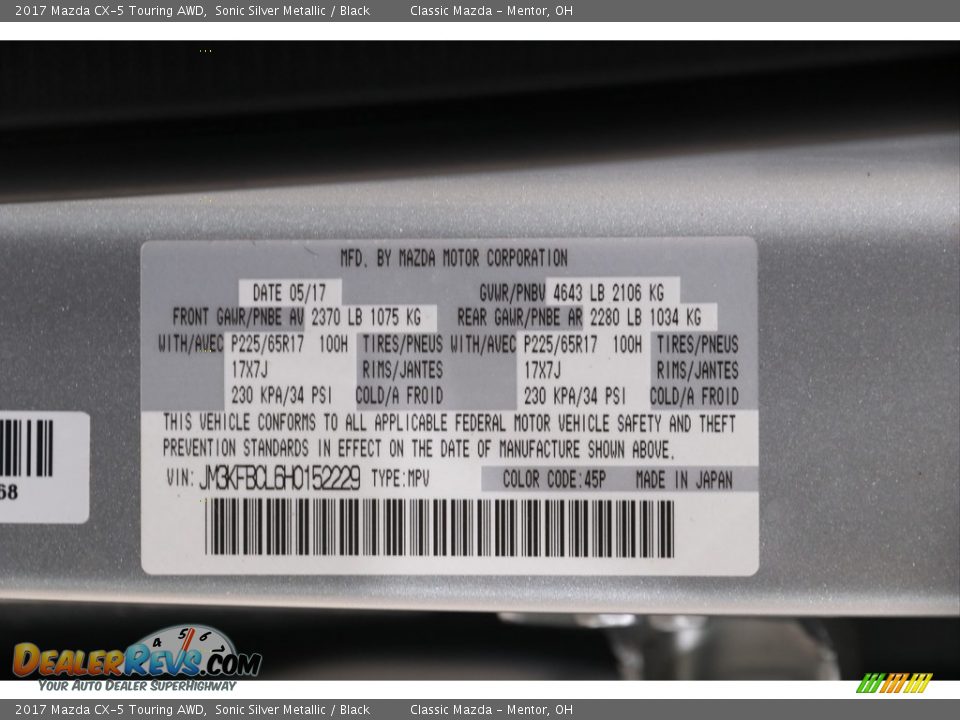 2017 Mazda CX-5 Touring AWD, Sonic Silver Metallic / Black Classic Mazda - Mentor, OH
MFD. BY MAZDA MOTOR CORPORATION
DATE 05/17 GVWR/PNBV 4643 LB 2106 KG
FRONT GAWR/PNBE AV 2370 LB 1075 KG REAR GAWR/PNBE AR 2280 LB 1034 KG
WITH/AVEC P225/65R17 100H TIRES/PNEUS WITH/AVEC P225/65R17 100H TIRES/PNEUS
17X7J RIMS/JANTES 17X7J RIMS/JANTES
230 KPA/34 PSI COLD/A FROID 230 KPA/34 PSI COLD/A FROID
THIS VEHICLE CONFORMS TO ALL APPLICABLE FEDERAL MOTOR VEHICLE SAFETY AND THEFT
PREVENTION STANDARDS IN EFFECT ON THE DATE OF MANUFACTURE SHOWN ABOVE.
VIN: JM3KFBCL6H0152229 TYPE:MPV COLOR CODE:45P MADE IN JAPAN
68
4 5 6
DEALERREVS.COM
YOUR AUTO DEALER SUPERHIGHWAY
2017 Mazda CX-5 Touring AWD, Sonic Silver Metallic / Black Classic Mazda - Mentor, OH